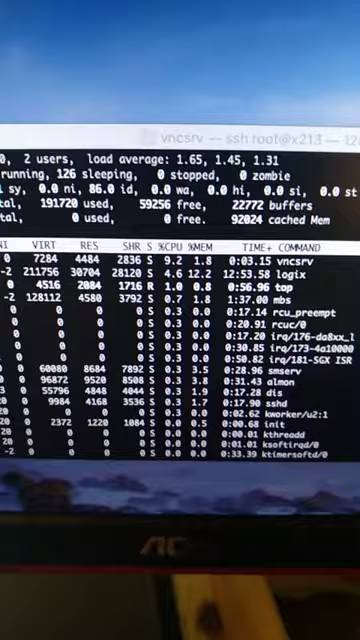 vncsrv — ssh root@x213 — 12
0, 2 users, load average: 1.65, 1.45, 1.31
running, 126 sleeping, 0 stopped, 0 zombie
sy, 0.0 ni, 86.0 id, 0.0 wa, 0.0 hi, 0.0 si, 0.0 st
tal, 191720 used, 59256 free, 22772 buffers
tal, 0 used, 0 free. 92024 cached Mem
NI VIRT RES SHR S %CPU %MEM TIME+ COMMAND
0 7284 4484 2836 S 9.2 1.8 0:03.15 vncsrv
-2 211756 30704 28120 S 4.6 12.2 12:53.58 logix
0 4516 2084 1716 R 1.0 0.8 0:56.96 top
-2 128112 4580 3792 S 0.7 1.8 1:37.00 mbs
0 0 0 0 S 0.3 0.0 0:17.14 rcu_preempt
0 0 0 0 S 0.3 0.0 0:20.91 rcuc/0
0 0 0 S 0.3 0.0 0:17.20 irq/176-da8xx_l
0 0 0 S 0.3 0.0 0:30.85 irq/173-4a10000
0 0 0 S 0.3 0.0 0:50.82 irq/181-SGX ISR
60080 8684 7892 S 0.3 3.5 0:28.96 smserv
96872 9520 8508 S 0.3 3.8 0:31.43 almon
55796 4848 4044 S 0.3 1.9 0:17.28 dis
9984 4168 3536 S 0.3 1.7 0:17.90 sshd
0 0 0 0 S 0.3 0.0 0:02.62 kworker/u2:1
20 2372 1220 1084 S 0.0 0.5 0:00.68 init
0 0 0 S 0.0 0.0 0:00.01 kthreadd
20 0 0 0 S 0.0 0.0 0:01.01 ksoftirqd/0
-2 0 0 0 S 0.0 0.0 0:33.39 ktimersoftd/0
AOC